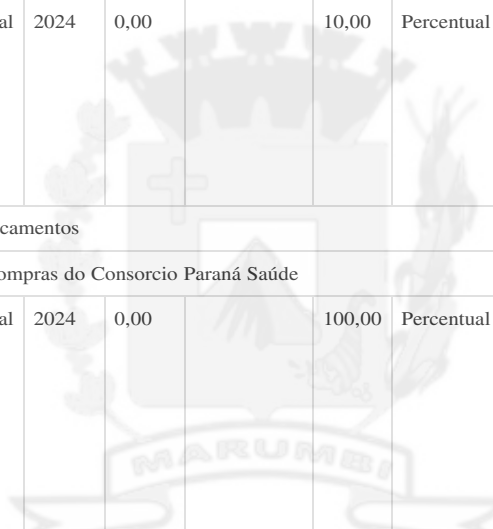 al 2024 0,00 10,00 Percentual
camentos
ompras do Consorcio Paraná Saúde
al 2024 0,00 100,00 Percentual
MARUMBI